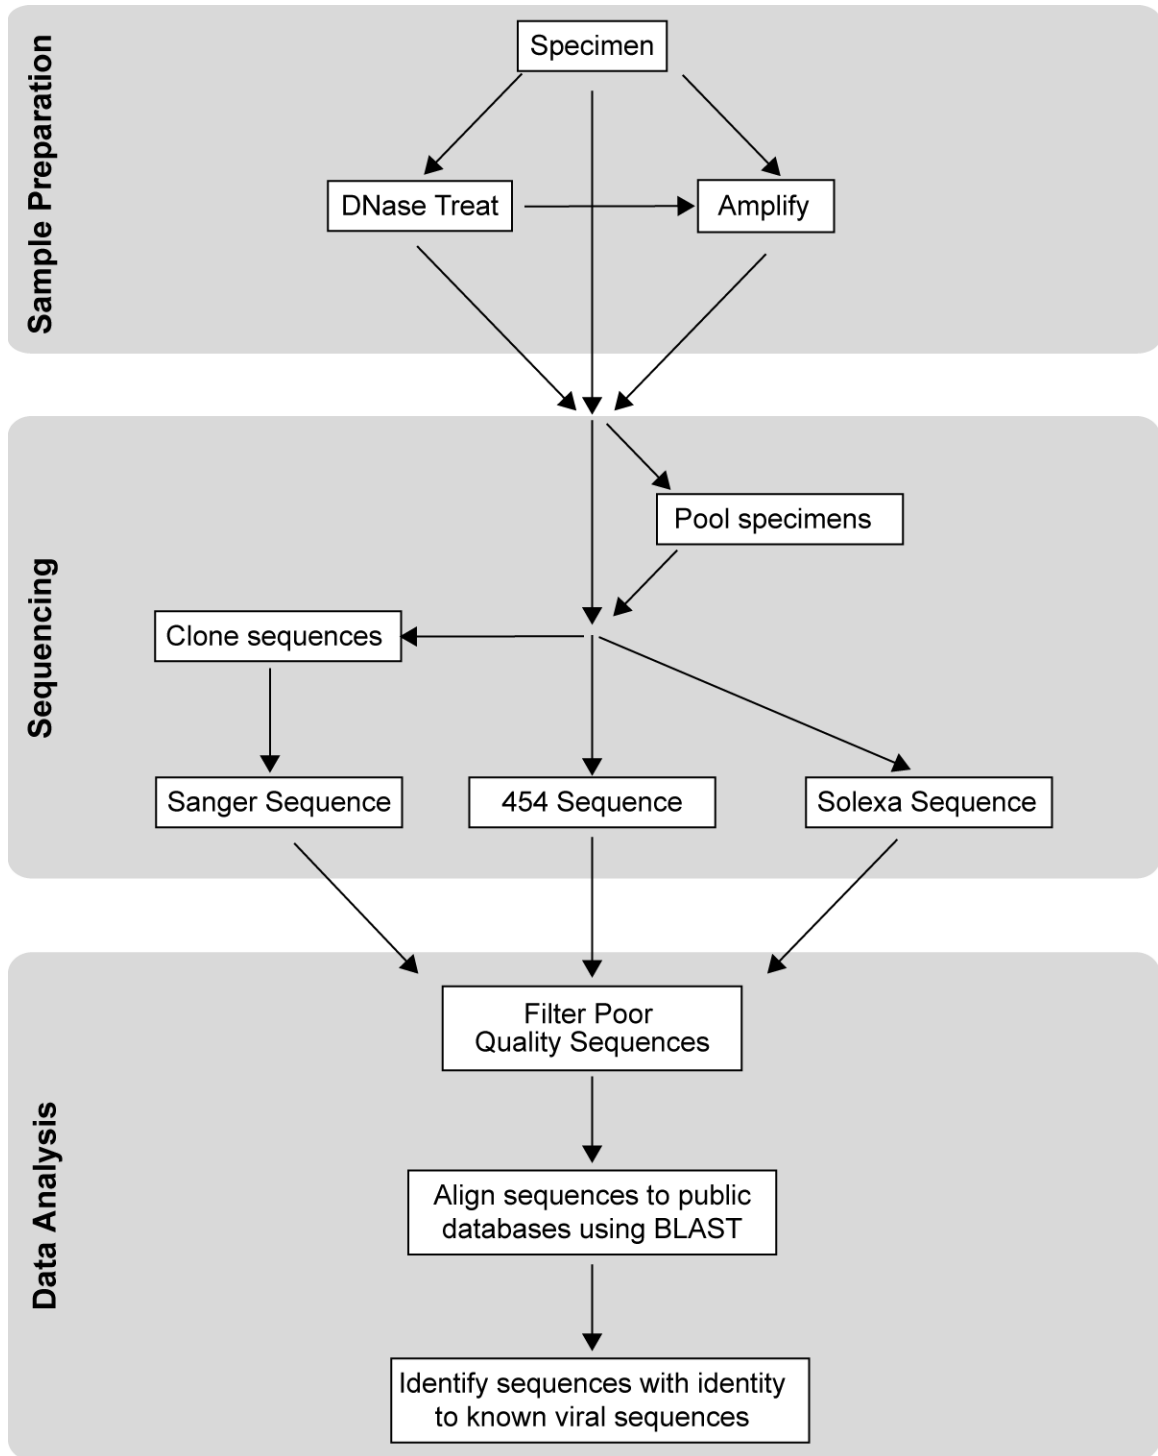 Sample Preparation
Specimen
DNase Treat
Amplify
Sequencing
Pool specimens
Clone sequences
Sanger Sequence
454 Sequence
Solexa Sequence
Data Analysis
Filter Poor
Quality Sequences
Align sequences to public
databases using BLAST
Identify sequences with identity
to known viral sequences